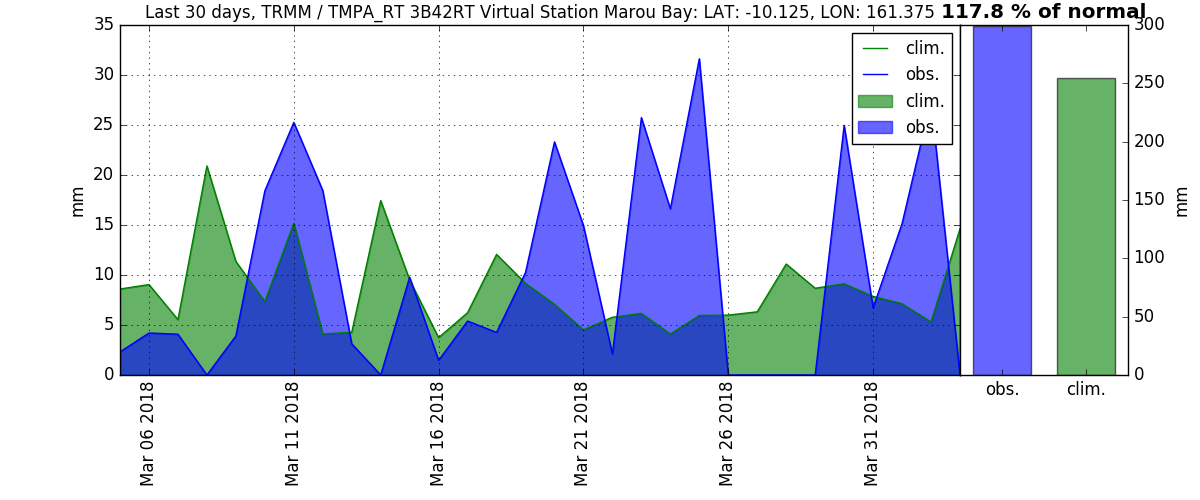 Last 30 days, TRMM / TMPA_RT 3B42RT Virtual Station Marou Bay: LAT: -10.125, LON: 161.375 117.8 % of normal
35
30
25
20
15
10
5
0
mm
clim.
obs.
clim.
obs.
300
250
200
150
100
50
0
mm
obs.
clim.
Mar 06 2018
Mar 11 2018
Mar 16 2018
Mar 21 2018
Mar 26 2018
Mar 31 2018